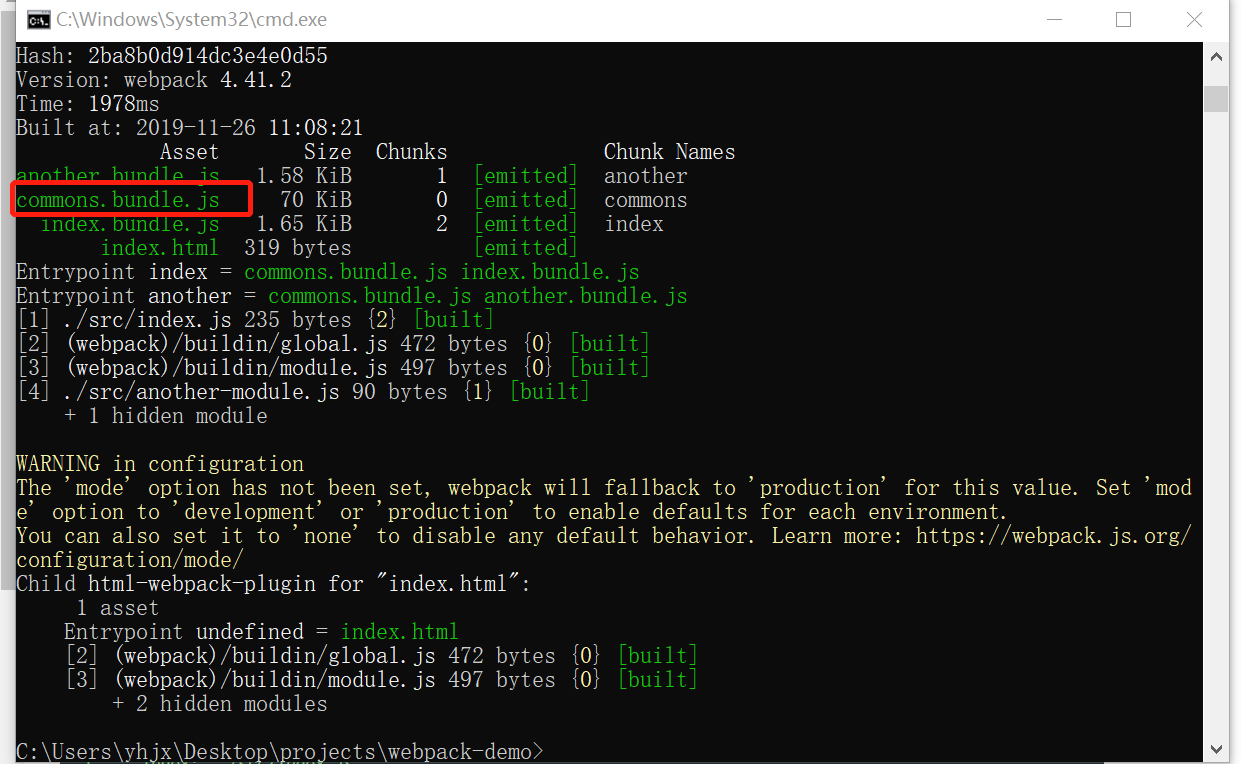 C:\Windows\System32\cmd.exe
Hash: 2ba8b0d914dc3e4e0d55
Version: webpack 4.41.2
Time: 1978ms
Built at: 2019-11-26 11:08:21
Asset Size Chunks Chunk Names
another.bundle.js 1.58 KiB 1 [emitted] another
commons.bundle.js 70 KiB 0 [emitted] commons
index.bundle.js 1.65 KiB 2 [emitted] index
index.html 319 bytes [emitted]
Entrypoint index = commons.bundle.js index.bundle.js
Entrypoint another = commons.bundle.js another.bundle.js
[1] ./src/index.js 235 bytes {2} [built]
[2] (webpack)/buildin/global.js 472 bytes {0} [built]
[3] (webpack)/buildin/module.js 497 bytes {0} [built]
[4] ./src/another-module.js 90 bytes {1} [built]
+ 1 hidden module
WARNING in configuration
The 'mode' option has not been set, webpack will fallback to 'production' for this value. Set 'mod
e' option to 'development' or 'production' to enable defaults for each environment.
You can also set it to 'none' to disable any default behavior. Learn more: https://webpack.js.org/
configuration/mode/
Child html-webpack-plugin for "index.html":
1 asset
Entrypoint undefined = index.html
[2] (webpack)/buildin/global.js 472 bytes {0} [built]
[3] (webpack)/buildin/module.js 497 bytes {0} [built]
+ 2 hidden modules
C:\Users\yhjx\Desktop\projects\webpack-demo>